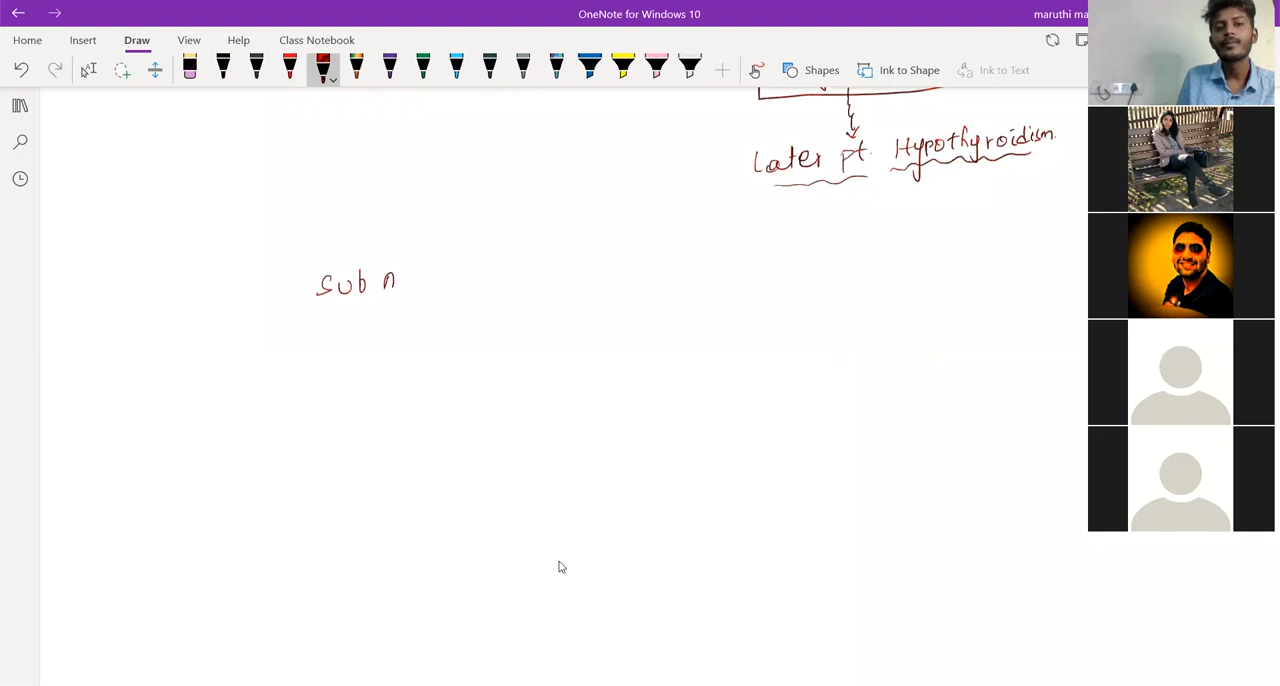 OneNote for Windows 10
maruthi ma
Home Insert Draw View Help Class Notebook
Shapes Ink to Shape Ink to Text
Later pt. Hypothyroidism.
Sub A